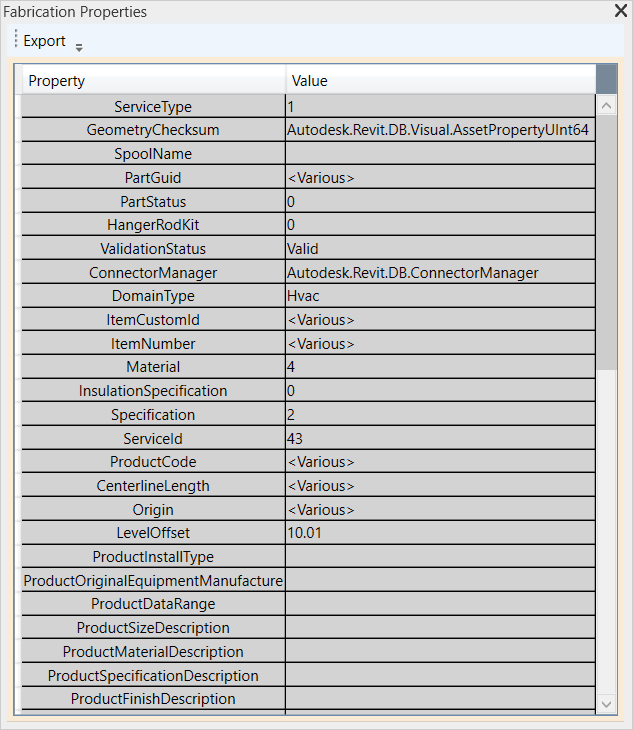 Fabrication Properties
Export
Property Value
ServiceType 1
GeometryChecksum Autodesk.Revit.DB.Visual.AssetPropertyUInt64
SpoolName
PartGuid <Various>
PartStatus 0
HangerRodKit 0
ValidationStatus Valid
ConnectorManager Autodesk.Revit.DB.ConnectorManager
DomainType Hvac
ItemCustomId <Various>
ItemNumber <Various>
Material 4
InsulationSpecification 0
Specification 2
ServiceId 43
ProductCode <Various>
CenterlineLength <Various>
Origin <Various>
LevelOffset 10.01
ProductInstallType
ProductOriginalEquipmentManufacture
ProductDataRange
ProductSizeDescription
ProductMaterialDescription
ProductSpecificationDescription
ProductFinishDescription